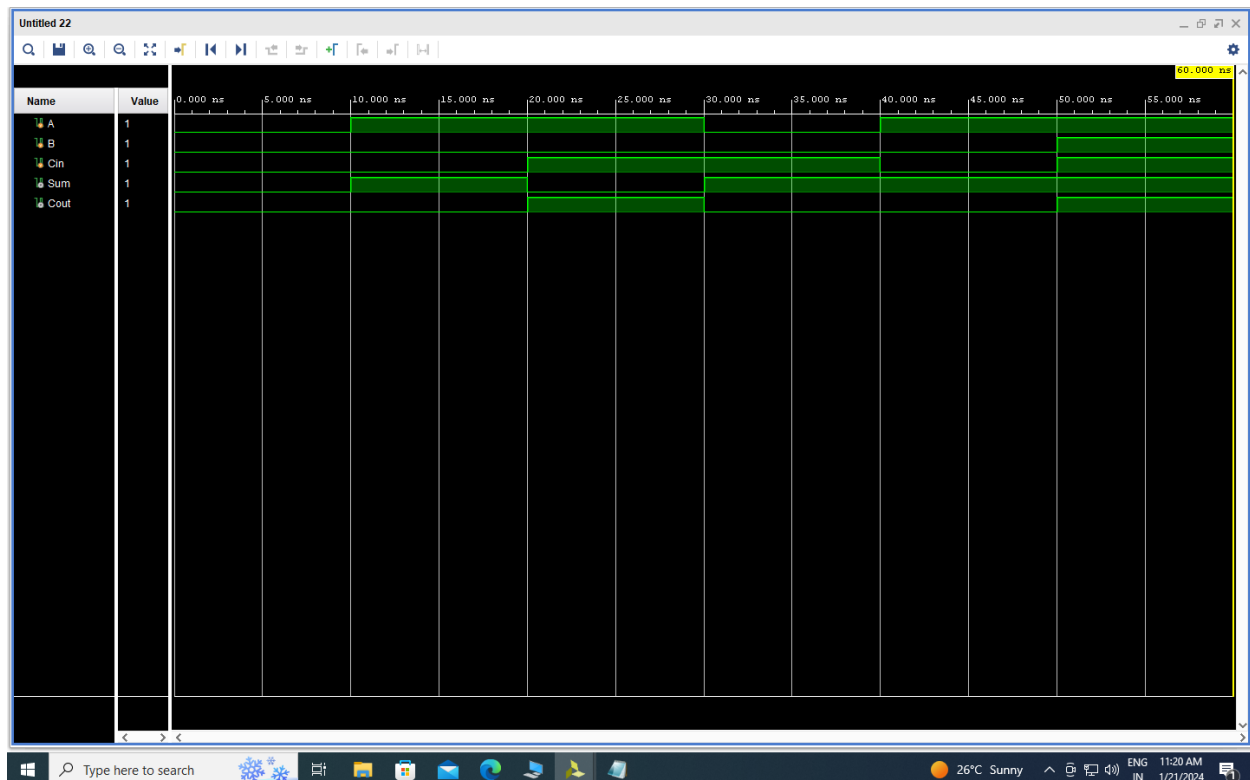 Untitled 22
60.000 ns
Name Value 0.000 ns 5.000 ns 10.000 ns 15.000 ns 20.000 ns 25.000 ns 30.000 ns 35.000 ns 40.000 ns 45.000 ns 50.000 ns 55.000 ns
A 1
B 1
Cin 1
Sum 1
Cout 1
Type here to search 26°C Sunny ENG 11:20 AM
IN 1/21/2024